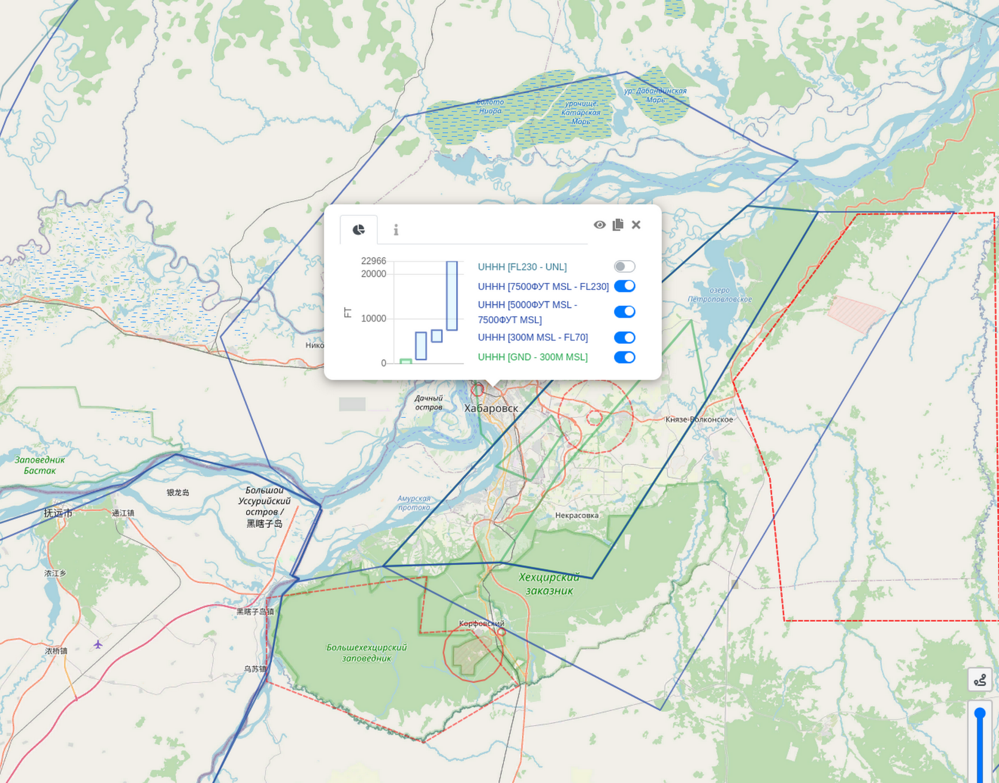 болото
Ниора
урочище
Катарская
Марь
ур. Дабандинская
Марь
22966
20000
10000
0
FT
UHHH [FL230 - UNL]
UHHH [7500ФУТ MSL - FL230]
UHHH [5000ФУТ MSL -
7500ФУТ MSL]
UHHH [300M MSL - FL70]
UHHH [GND - 300M MSL]
озеро
Петропавловское
Нико
Дачный
остров
Хабаровск
Князе-Волконское
Заповедник
Бастак
银龙岛
抚远市
通江镇
Большой
Уссурийский
остров /
黑瞎子岛
Амурская
протока
Некрасовка
浓江乡
Хехцирский
заказник
黑瞎子岛镇
Корфовский
浓桥镇
Большехехцирский
заповедник
乌苏镇